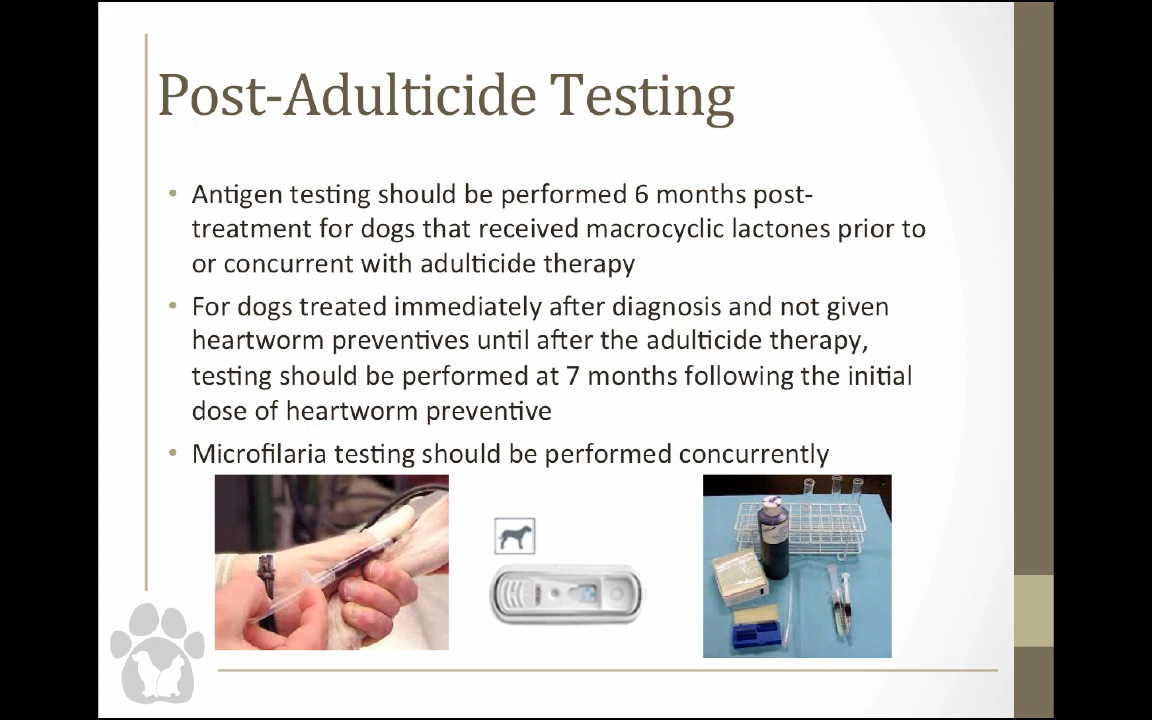 Post-Adulticide Testing
• Antigen testing should be performed 6 months post-
treatment for dogs that received macrocyclic lactones prior to
or concurrent with adulticide therapy
• For dogs treated immediately after diagnosis and not given
heartworm preventives until after the adulticide therapy,
testing should be performed at 7 months following the initial
dose of heartworm preventive
• Microfilaria testing should be performed concurrently